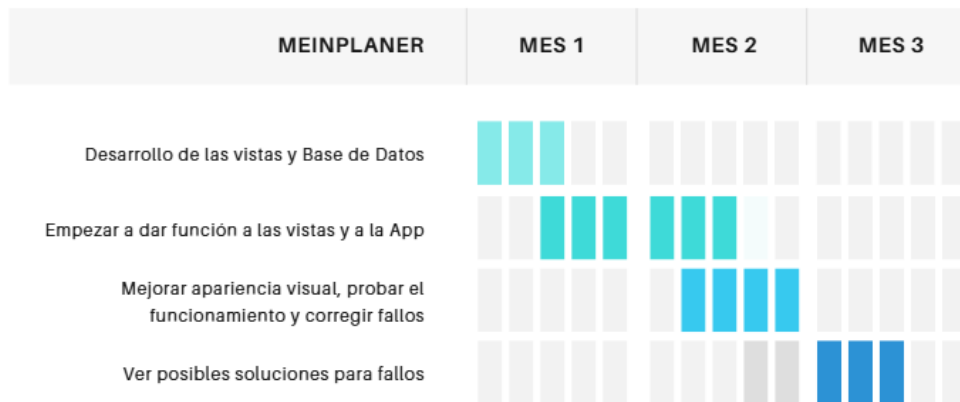 MEINPLANER
MES 1
MES 2
MES 3
Desarrollo de las vistas y Base de Datos
Empezar a dar función a las vistas y a la App
Mejorar apariencia visual, probar el
funcionamiento y corregir fallos
Ver posibles soluciones para fallos